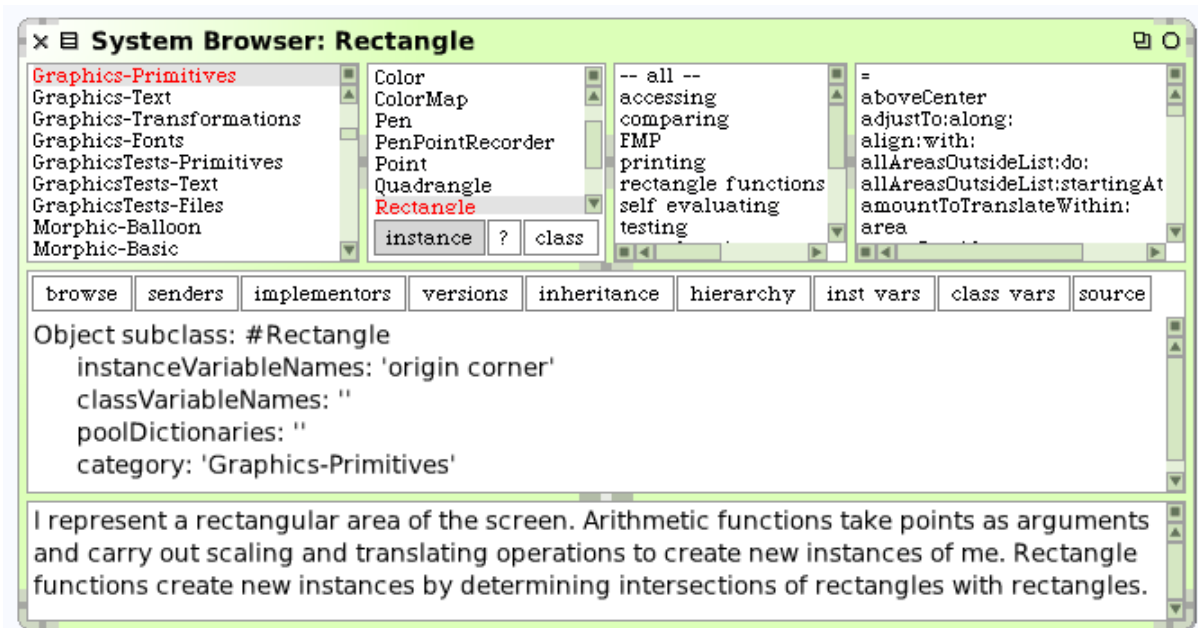 System Browser: Rectangle
Graphics-Primitives
Graphics-Text
Graphics-Transformations
Graphics-Fonts
GraphicsTests-Primitives
GraphicsTests-Text
GraphicsTests-Files
Morphic-Balloon
Morphic-Basic
Color
ColorMap
Pen
PenPointRecorder
Point
Quadrangle
Rectangle
instance ? class
-- all --
accessing
comparing
FMP
printing
rectangle functions
self evaluating
testing
=
aboveCenter
adjustTo:along:
align:with:
allAreasOutsideList:do:
allAreasOutsideList:startingAt
amountToTranslateWithin:
area
browse senders implementors versions inheritance hierarchy inst vars class vars source
Object subclass: #Rectangle
instanceVariableNames: 'origin corner'
classVariableNames: ''
poolDictionaries: ''
category: 'Graphics-Primitives'
I represent a rectangular area of the screen. Arithmetic functions take points as arguments
and carry out scaling and translating operations to create new instances of me. Rectangle
functions create new instances by determining intersections of rectangles with rectangles.